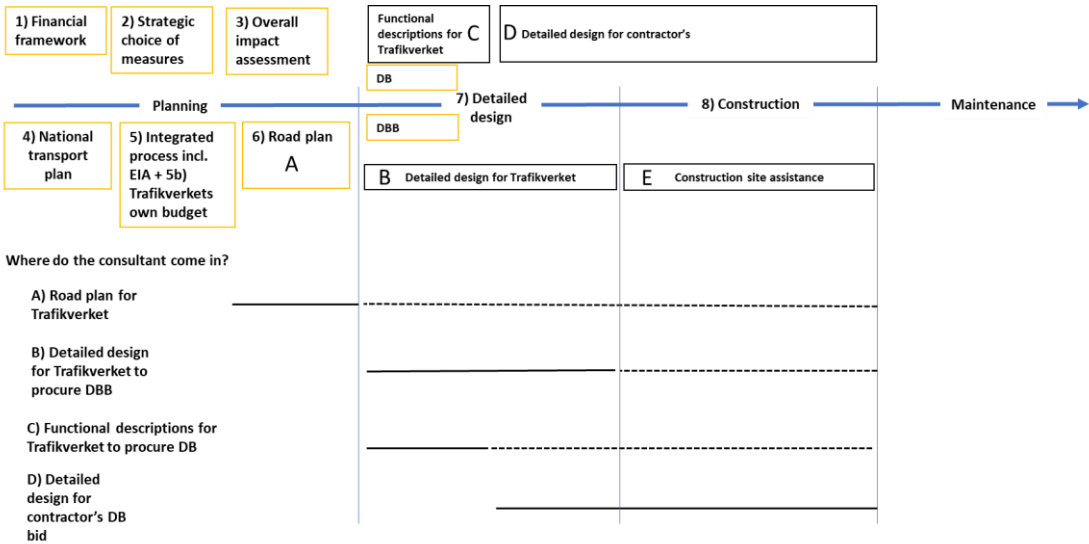 1) Financial
framework
2) Strategic
choice of
measures
3) Overall
impact
assessment
Functional
descriptions for
Trafikverket
C
D Detailed design for contractor's
DB
Planning
7) Detailed
design
8) Construction
Maintenance
DBB
4) National
transport
plan
5) Integrated
process incl.
EIA + 5b)
Trafikverkets
own budget
6) Road plan
A
B Detailed design for Trafikverket
E Construction site assistance
Where do the consultant come in?
A) Road plan for
Trafikverket
B) Detailed design
for Trafikverket to
procure DBB
C) Functional descriptions for
Trafikverket to procure DB
D) Detailed
design for
contractor's DB
bid